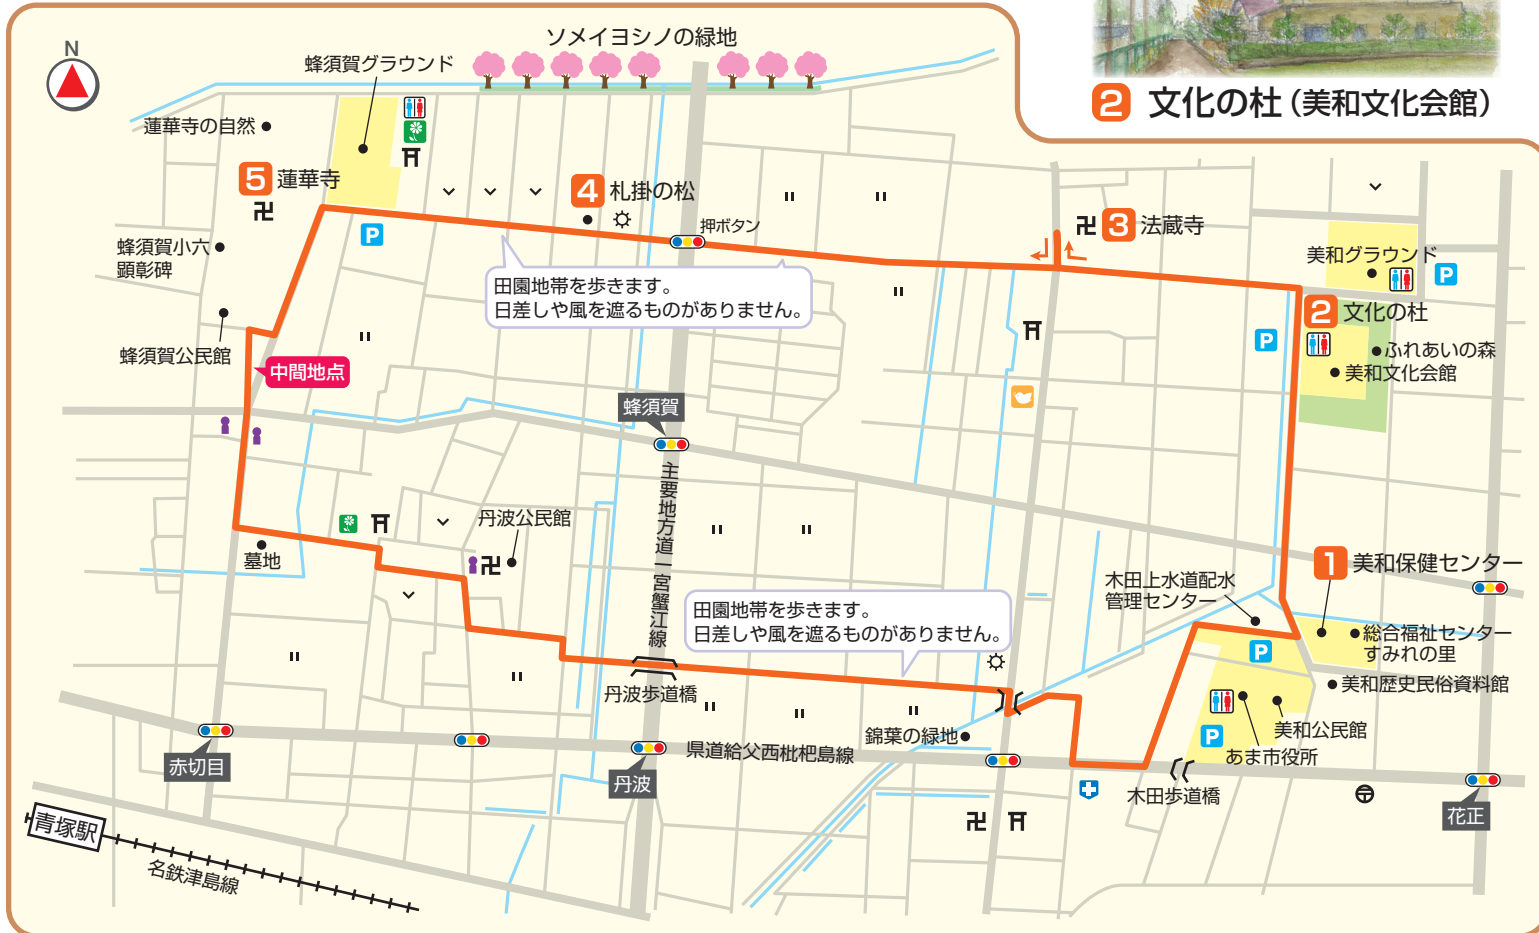 N
ソメイヨシノの緑地
蜂須賀グラウンド
2 文化の杜(美和文化会館)
蓮華寺の自然
5 蓮華寺
4 札掛の松
押ボタン
3 法蔵寺
P
蜂須賀小六
顕彰碑
美和グラウンド
P
田園地帯を歩きます。
日差しや風を遮るものがありません。
2 文化の杜
蜂須賀公民館
中間地点
P
ふれあいの森
美和文化会館
蜂須賀
主要地方道一宮蟹江線
丹波公民館
墓地
1 美和保健センター
木田上水道配水
管理センター
田園地帯を歩きます。
日差しや風を遮るものがありません。
総合福祉センター
すみれの里
P
美和歴史民俗資料館
丹波歩道橋
錦葉の緑地
美和公民館
P
あま市役所
県道給父西枇杷島線
赤切目
丹波
木田歩道橋
花正
青塚駅
名鉄津島線